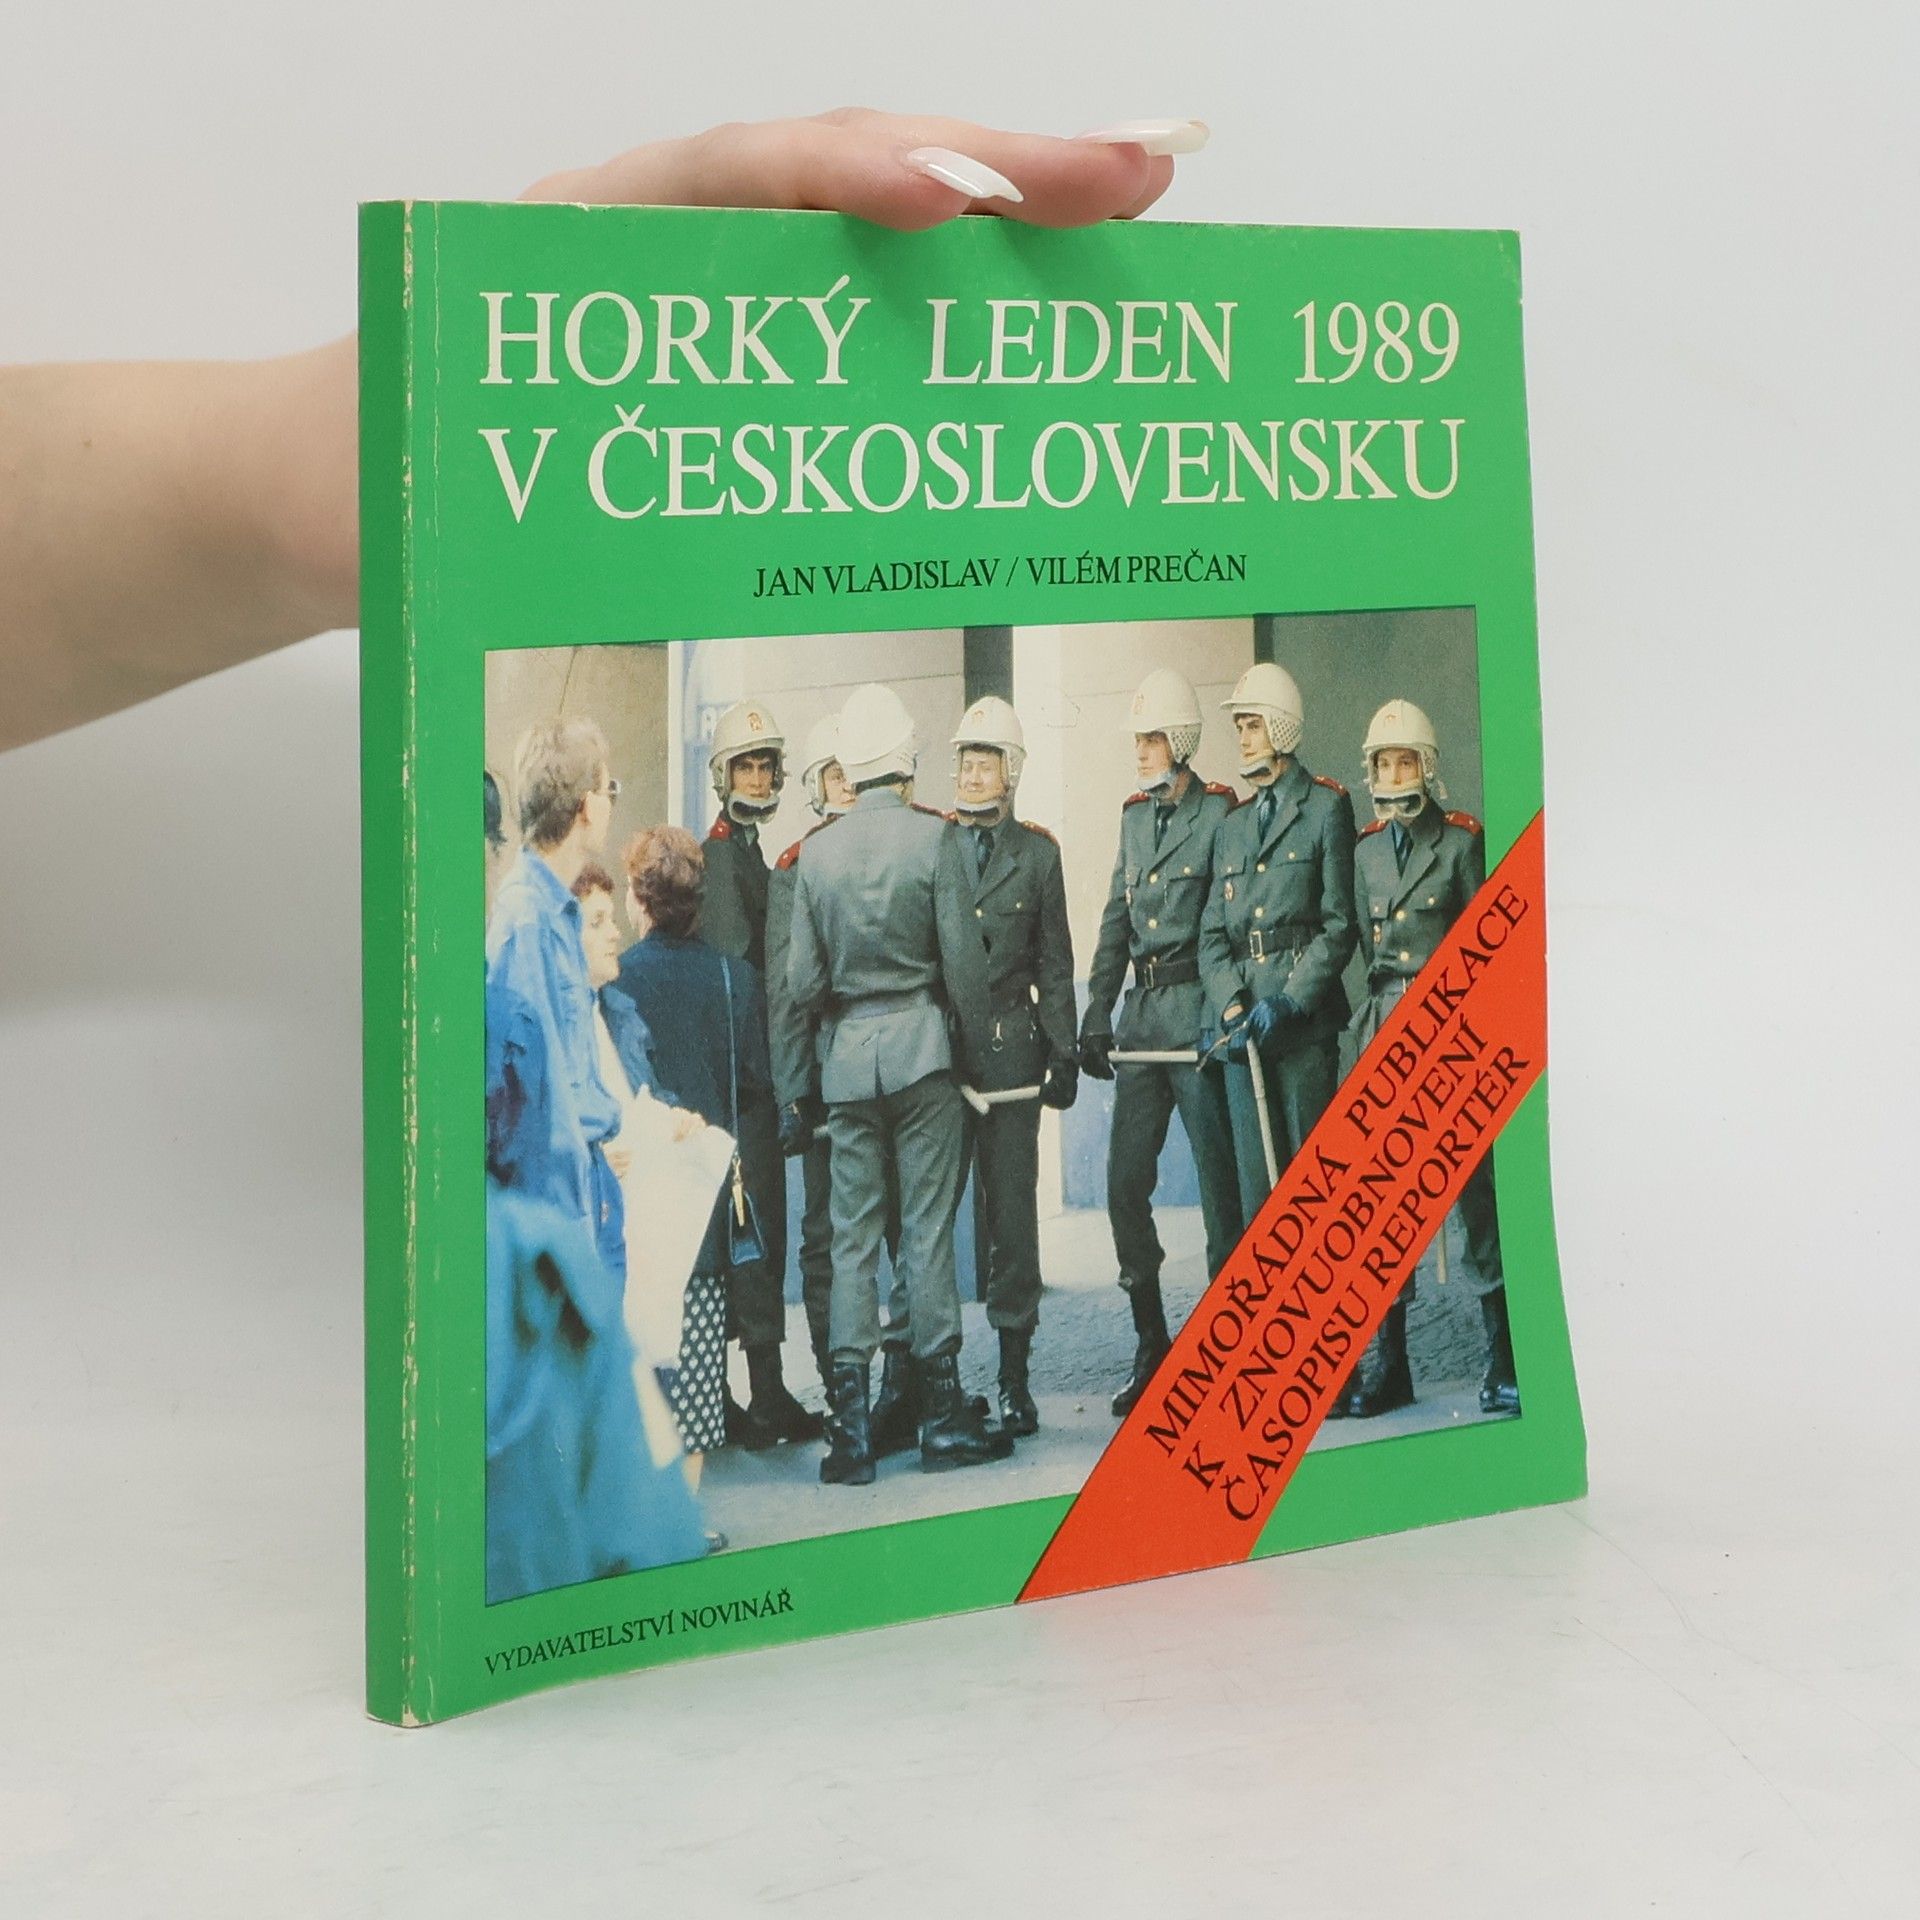 HORKÝ LEDEN 1989
V ČESKOSLOVENSKU
JAN VLADISLAV / VILÉM PREČAN
MIMOŘÁDNÁ PUBLIKACE
K ZNOVUOBNOVENÍ
ČASOPISU REPORTÉR
VYDAVATELSTVÍ NOVINÁŘ